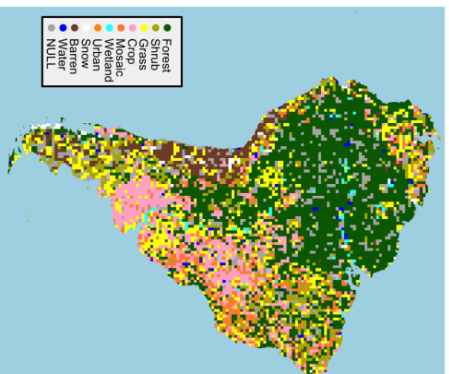 Forest
Shrub
Grass
Crop
Mosaic
Urban
Wetland
Snow
Barren
Water
NULL